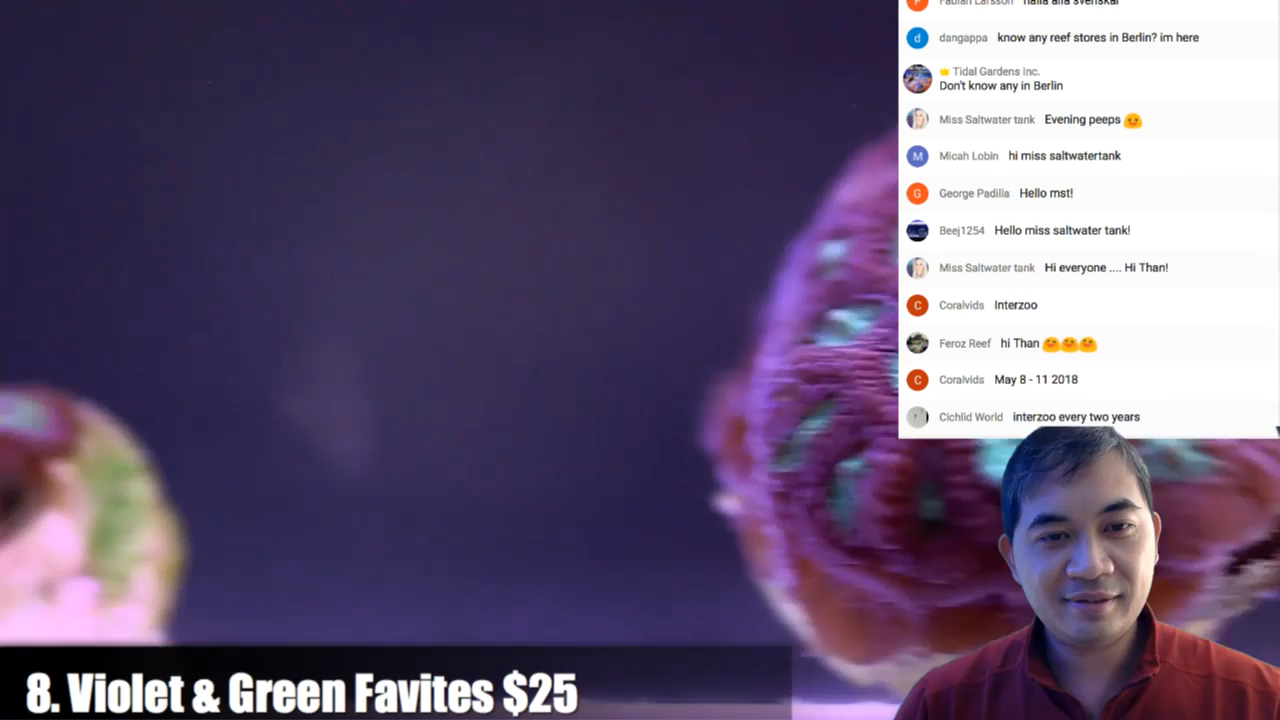 Fabian Larsson
dangappa know any reef stores in Berlin? im here
Tidal Gardens Inc.
Don't know any in Berlin
Miss Saltwater tank Evening peeps
Micah Lobin hi miss saltwatertank
George Padilla Hello mst!
Beej1254 Hello miss saltwater tank!
Miss Saltwater tank Hi everyone .... Hi Than!
Coralvids Interzoo
Feroz Reef hi Than
Coralvids May 8 - 11 2018
Cichlid World interzoo every two years
8. Violet & Green Favites $25